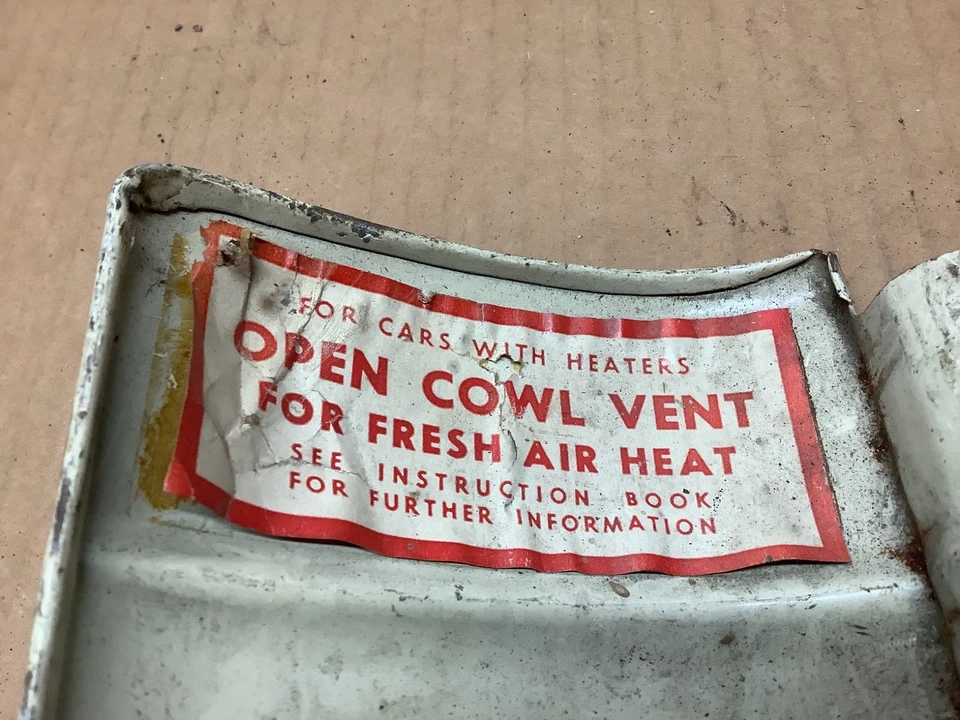 FOR CARS WITH HEATERS
OPEN COWL VENT
FOR FRESH AIR HEAT
SEE INSTRUCTION BOOK
FOR FURTHER INFORMATION